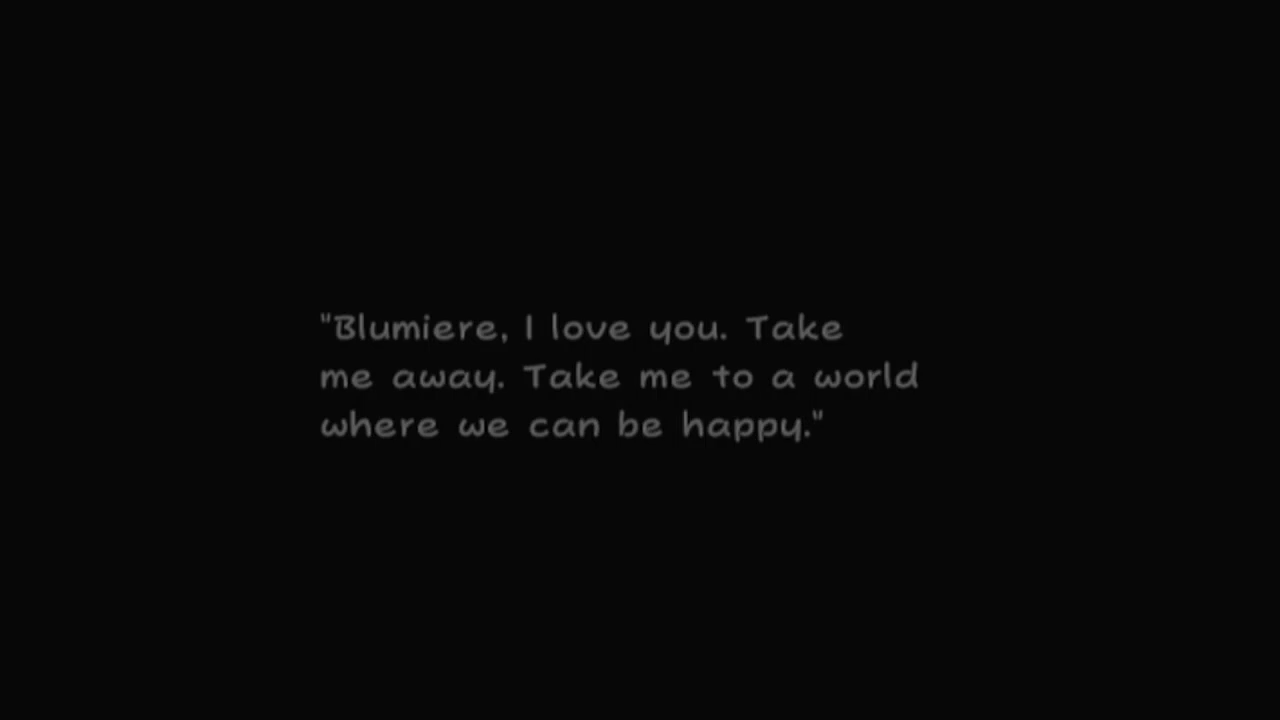 "Blumiere, I love you. Take
me away. Take me to a world
where we can be happy."